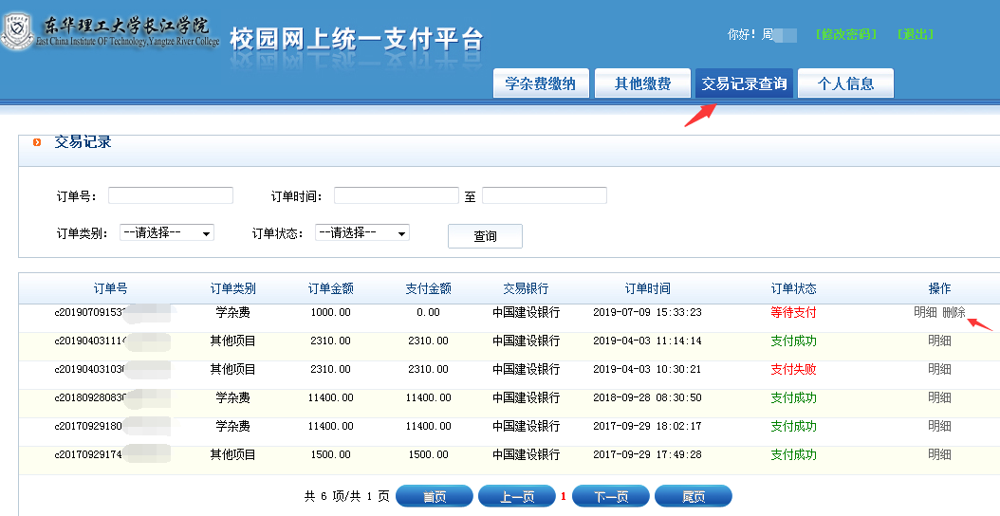 东华理工大学长江学院
East China Institute Of Technology,Yangtze River College
校园网上统一支付平台
你好！周 [修改密码] [退出]
学杂费缴纳 其他缴费 交易记录查询 个人信息
交易记录
订单号： 订单时间： 至
订单类别： --请选择-- 订单状态： --请选择-- 查询
订单号 订单类别 订单金额 支付金额 交易银行 订单时间 订单状态 操作
c20190709153 学杂费 1000.00 0.00 中国建设银行 2019-07-09 15:33:23 等待支付 明细 删除
c20190403111 其他项目 2310.00 2310.00 中国建设银行 2019-04-03 11:14:14 支付成功 明细
c20190403103 其他项目 2310.00 2310.00 中国建设银行 2019-04-03 10:30:21 支付失败 明细
c20180928083 学杂费 11400.00 11400.00 中国建设银行 2018-09-28 08:30:50 支付成功 明细
c20170929180 学杂费 11400.00 11400.00 中国建设银行 2017-09-29 18:02:17 支付成功 明细
c2017092917 其他项目 1500.00 1500.00 中国建设银行 2017-09-29 17:49:28 支付成功 明细
共 6 项/共 1 页 首页 上一页 1 下一页 尾页